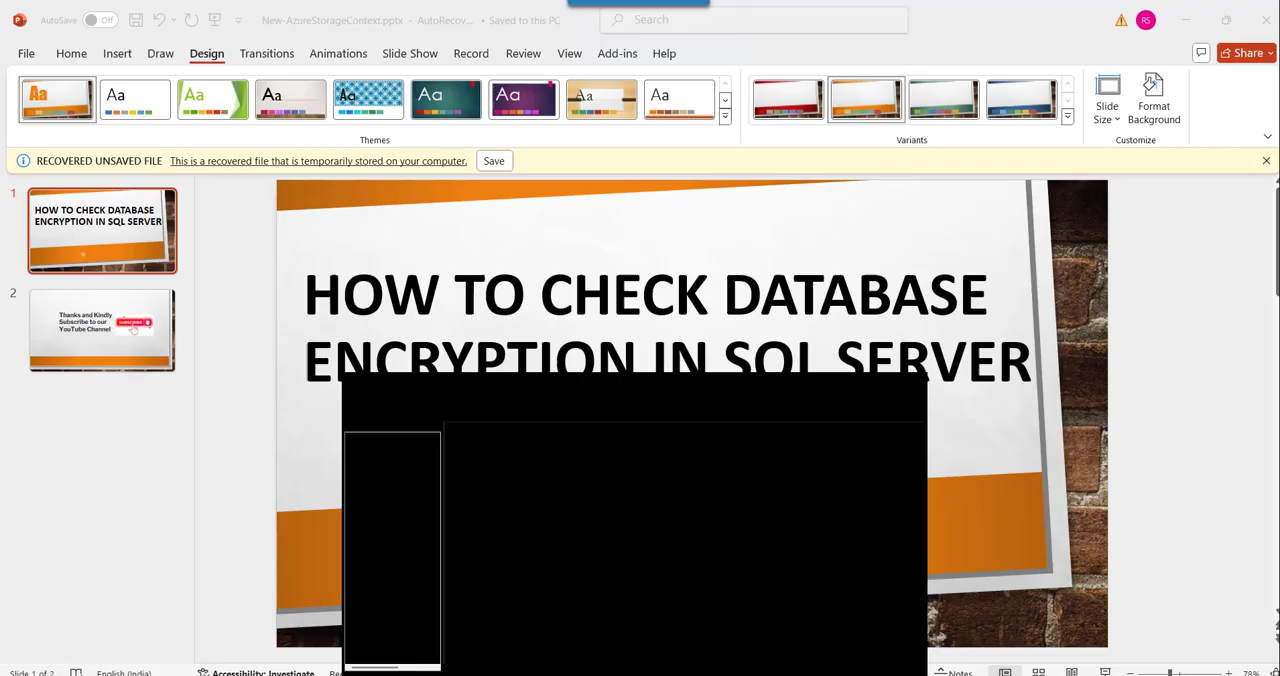 AutoSave Off New-AzureStorageContext.pptx - AutoRecov... • Saved to this PC Search RS
File Home Insert Draw Design Transitions Animations Slide Show Record Review View Add-ins Help Share
Aa Aa Aa Aa Aa Aa Aa Aa Aa
Slide Size Format Background
Themes Variants Customize
RECOVERED UNSAVED FILE This is a recovered file that is temporarily stored on your computer. Save
1
HOW TO CHECK DATABASE
ENCRYPTION IN SQL SERVER
2
Thanks and Kindly
Subscribe to our
YouTube Channel
SUBSCRIBE
HOW TO CHECK DATABASE
ENCRYPTION IN SQL SERVER
Slide 1 of 2 English (India) Accessibility: Investigate Notes 78%